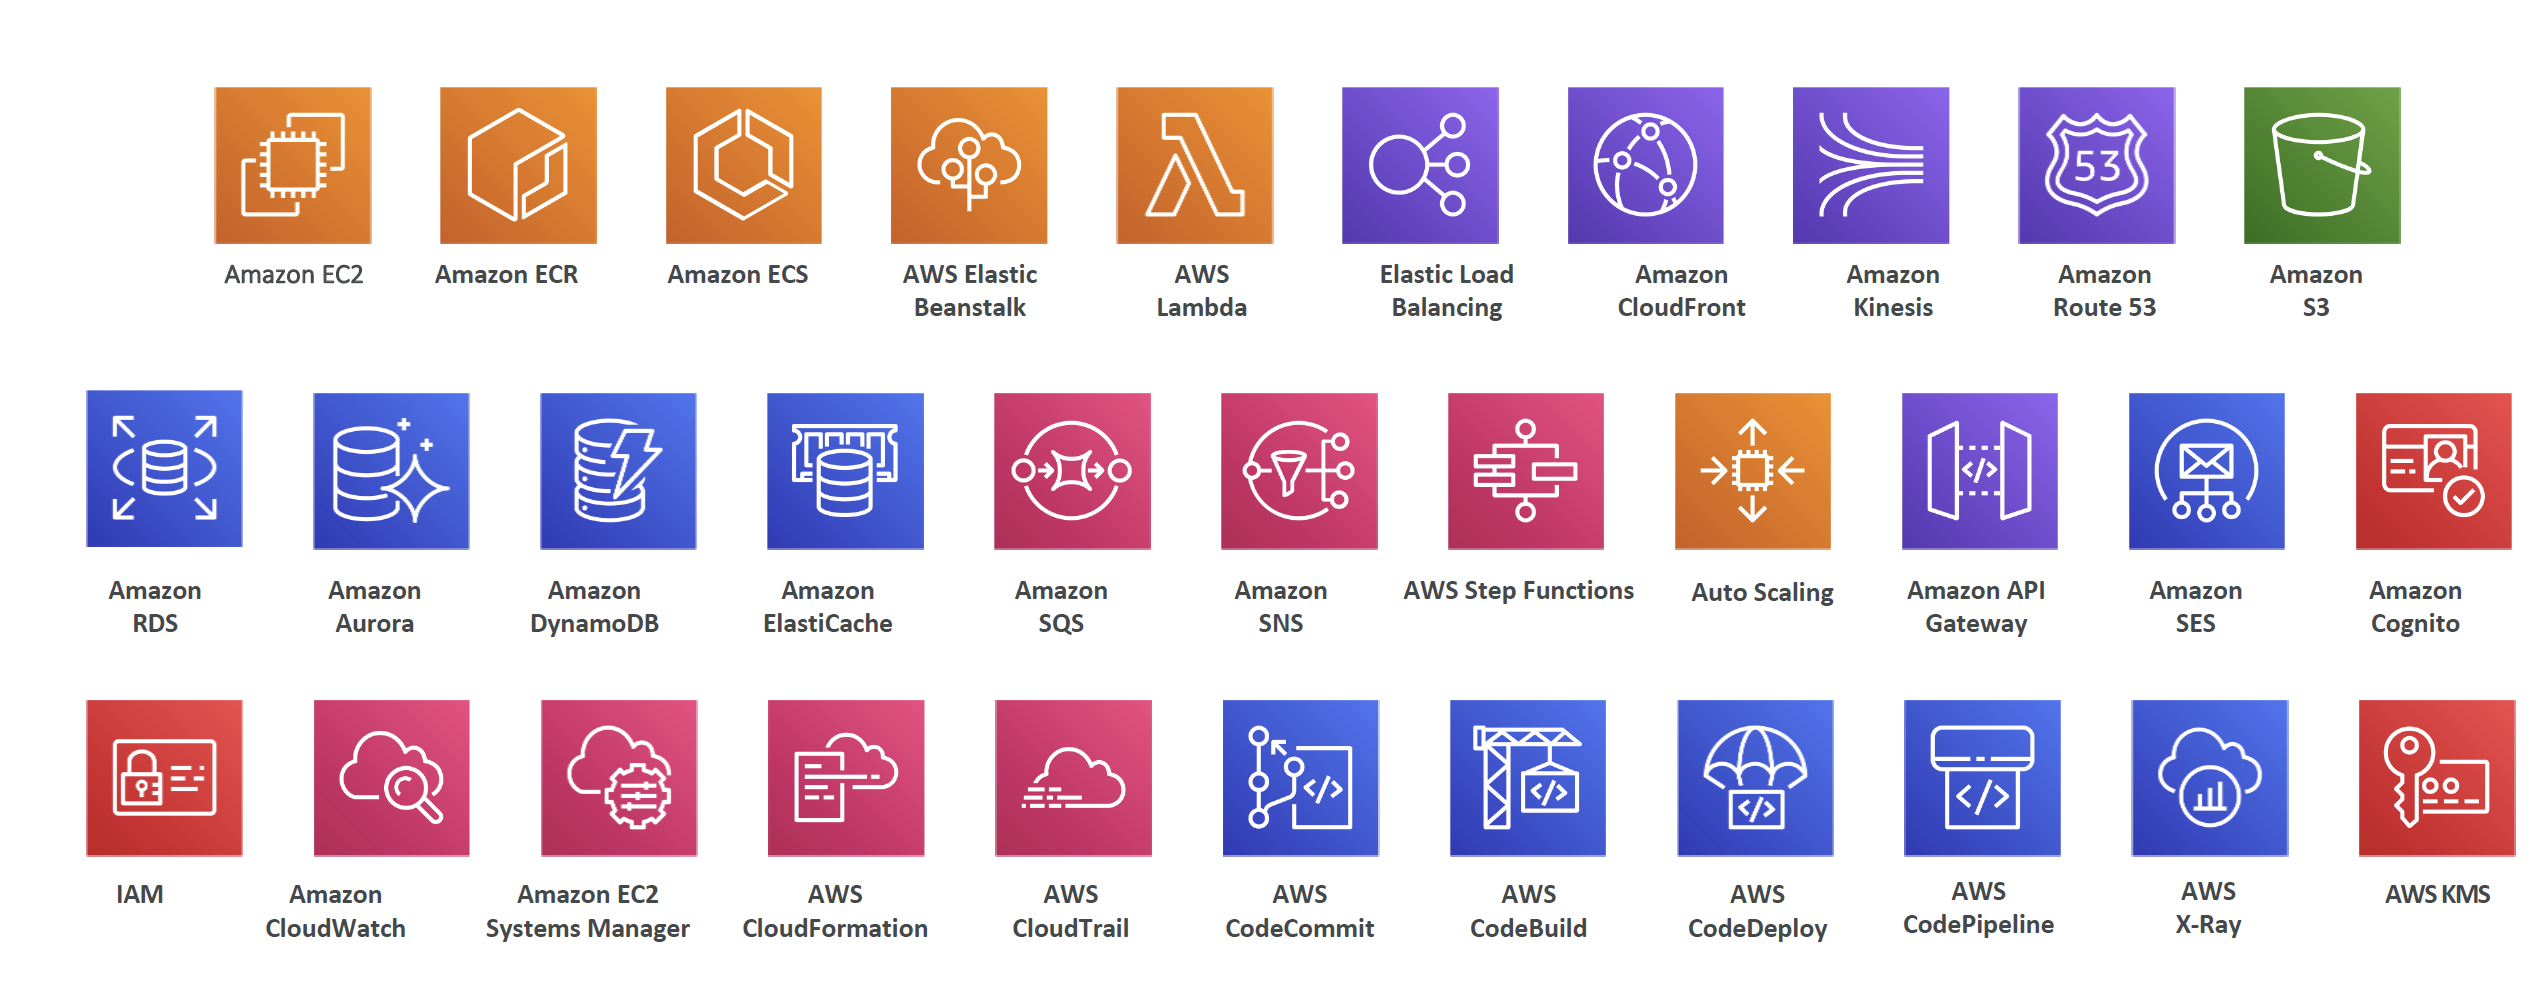 53
Amazon EC2
Amazon ECR
Amazon ECS
AWS Elastic
Beanstalk
AWS
Lambda
Elastic Load
Balancing
Amazon
CloudFront
Amazon
Kinesis
Amazon
Route 53
Amazon
S3
</>
Amazon
RDS
Amazon
Aurora
Amazon
DynamoDB
Amazon
ElastiCache
Amazon
SQS
Amazon
SNS
AWS Step Functions
Auto Scaling
Amazon API
Gateway
Amazon
SES
Amazon
Cognito
</>
</>
</>
</>
IAM
Amazon
CloudWatch
Amazon EC2
Systems Manager
AWS
CloudFormation
AWS
CloudTrail
AWS
CodeCommit
AWS
CodeBuild
AWS
CodeDeploy
AWS
CodePipeline
AWS
X-Ray
AWS KMS